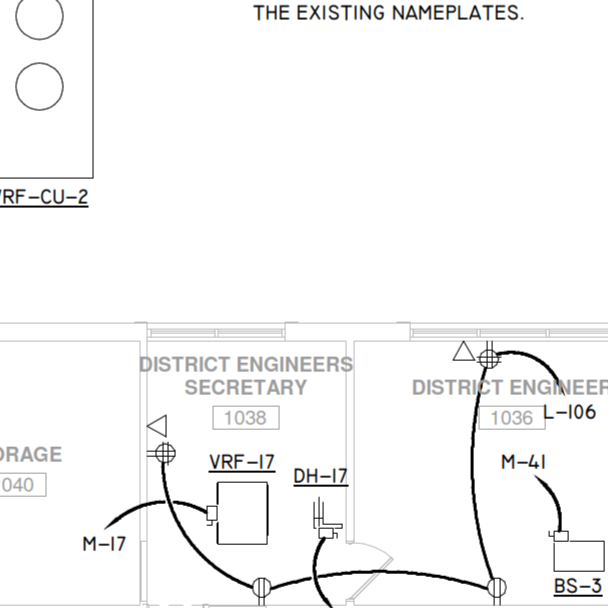 THE EXISTING NAMEPLATES.
VRF-CU-2
DISTRICT ENGINEERS
SECRETARY
1038
DISTRICT ENGINEER
1036
L-106
ORAGE
040
VRF-17
DH-17
M-41
M-17
BS-3